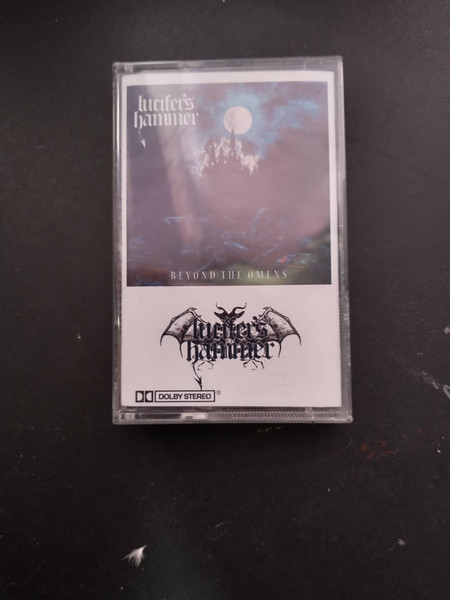 lucifer's
hammer
BEYOND THE OMENS
lucifer's
hammer
DOLBY STEREO®